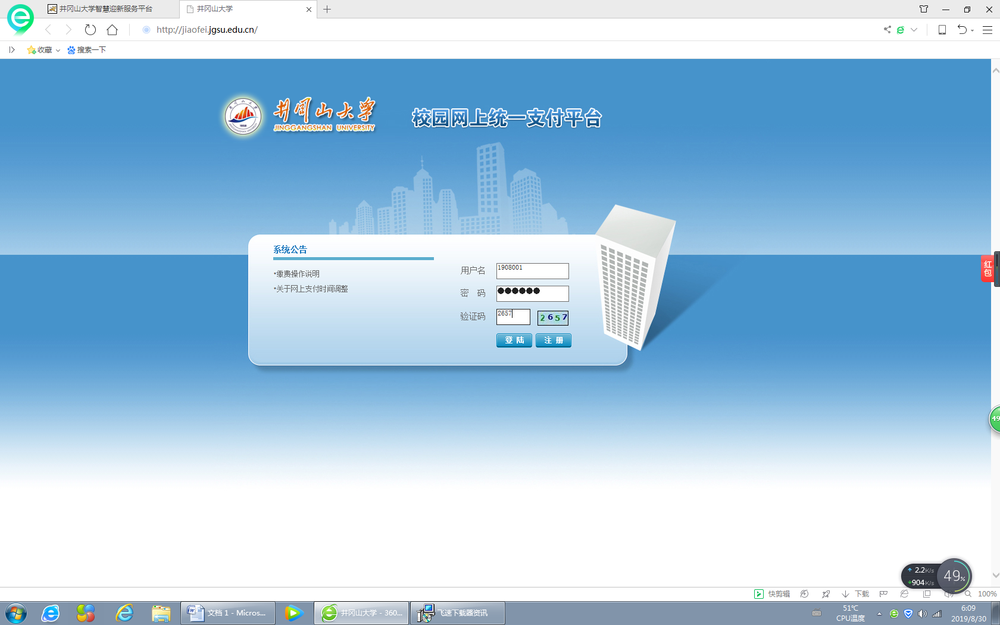 井冈山大学智慧迎新服务平台
井冈山大学
http://jiaofei.jgsu.edu.cn/
收藏
搜索一下
井冈山大学
JINGGANGSHAN UNIVERSITY
校园网上统一支付平台
系统公告
•缴费操作说明
•关于网上支付时间调整
用户名
1908001
密 码
验证码
2657
2657
登 陆
注 册
红包
49
2.2K/s
904K/s
49%
快剪辑
下载
100%
文档 1 - Micros...
井冈山大学 - 360...
飞速下载器资讯
51℃
CPU温度
6:09
2019/8/30